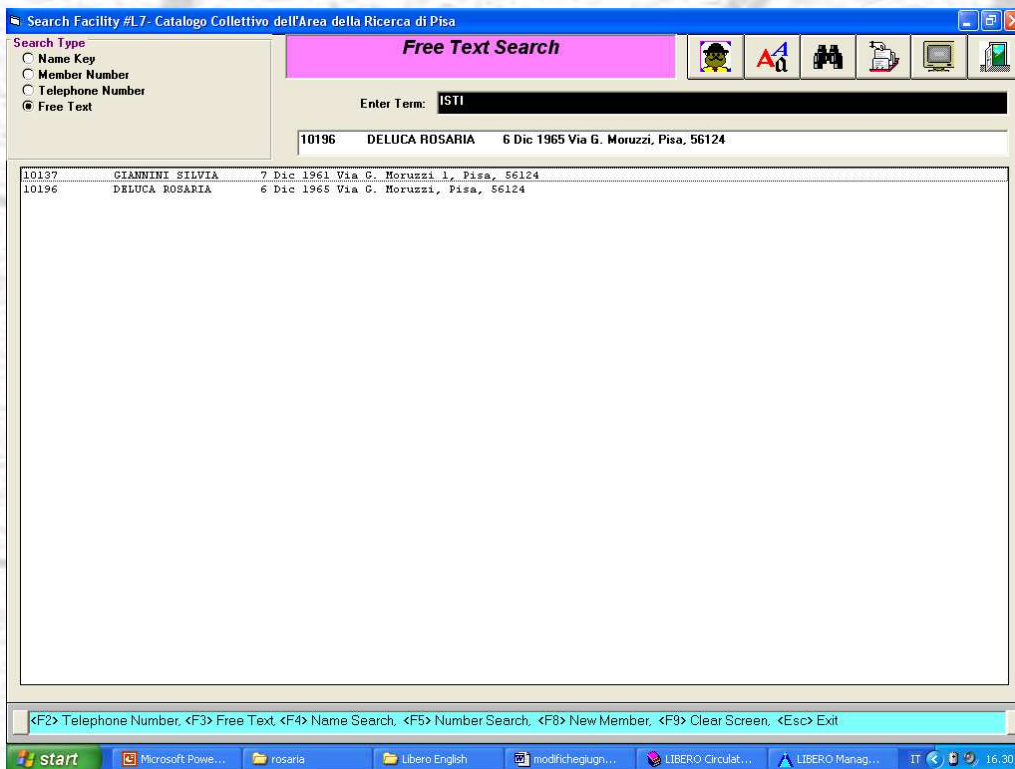 Search Facility #L7- Catalogo Collettivo dell'Area della Ricerca di Pisa
Search Type
Name Key
Member Number
Telephone Number
Free Text
Free Text Search
Enter Term: ISTI
10196 DELUCA ROSARIA 6 Dic 1965 Via G. Moruzzi, Pisa, 56124
10137 GIANNINI SILVIA 7 Dic 1961 Via G. Moruzzi 1, Pisa, 56124
10196 DELUCA ROSARIA 6 Dic 1965 Via G. Moruzzi, Pisa, 56124
<F2> Telephone Number, <F3> Free Text, <F4> Name Search, <F5> Number Search, <F8> New Member, <F9> Clear Screen, <Esc> Exit
start Microsoft Powe... rosaria Libero English modifichegiugn... LIBERO Circulat... LIBERO Manag... IT 16.30